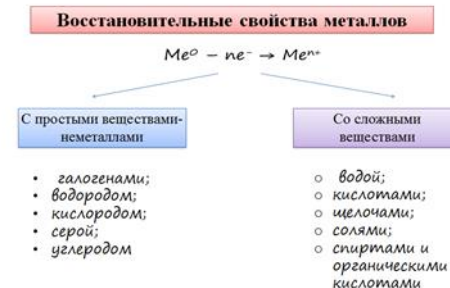 Восстановительные свойства металлов
Me⁰ – ne⁻ → Meⁿ⁺
С простыми веществами-
неметаллами
• галогенами;
• водородом;
• кислородом;
• серой;
• углеродом
Со сложными
веществами
o водой;
o кислотами;
o щелочами;
o солями;
o спиртами и
органическими
кислотами